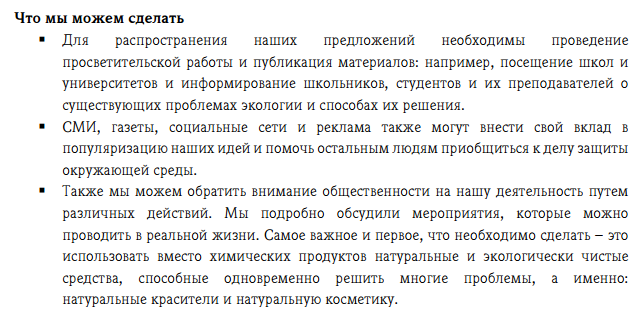 Что мы можем сделать
▪ Для распространения наших предложений необходимы проведение
просветительской работы и публикация материалов: например, посещение школ и
университетов и информирование школьников, студентов и их преподавателей о
существующих проблемах экологии и способах их решения.
▪ СМИ, газеты, социальные сети и реклама также могут внести свой вклад в
популяризацию наших идей и помочь остальным людям приобщиться к делу защиты
окружающей среды.
▪ Также мы можем обратить внимание общественности на нашу деятельность путем
различных действий. Мы подробно обсудили мероприятия, которые можно
проводить в реальной жизни. Самое важное и первое, что необходимо сделать – это
использовать вместо химических продуктов натуральные и экологически чистые
средства, способные одновременно решить многие проблемы, а именно:
натуральные красители и натуральную косметику.